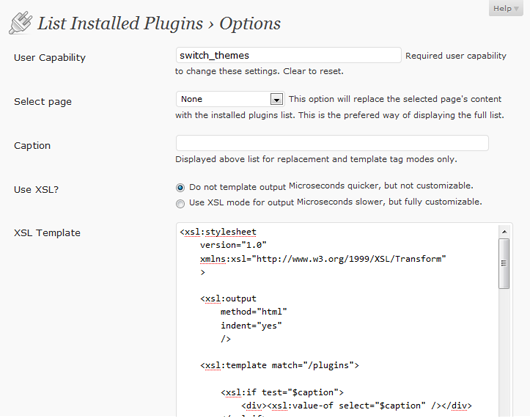 Help
List Installed Plugins › Options
User Capability
switch_themes
Required user capability
to change these settings. Clear to reset.
Select page
None
This option will replace the selected page's content
with the installed plugins list. This is the prefered way of displaying the full list.
Caption
Displayed above list for replacement and template tag modes only.
Use XSL?
Do not template output Microseconds quicker, but not customizable.
Use XSL mode for output Microseconds slower, but fully customizable.
XSL Template
<xsl:stylesheet
version="1.0"
xmlns:xsl="http://www.w3.org/1999/XSL/Transform"
>
<xsl:output
method="html"
indent="yes"
/>
<xsl:template match="/plugins">
<xsl:if test="$caption">
<div><xsl:value-of select="$caption" /></div>